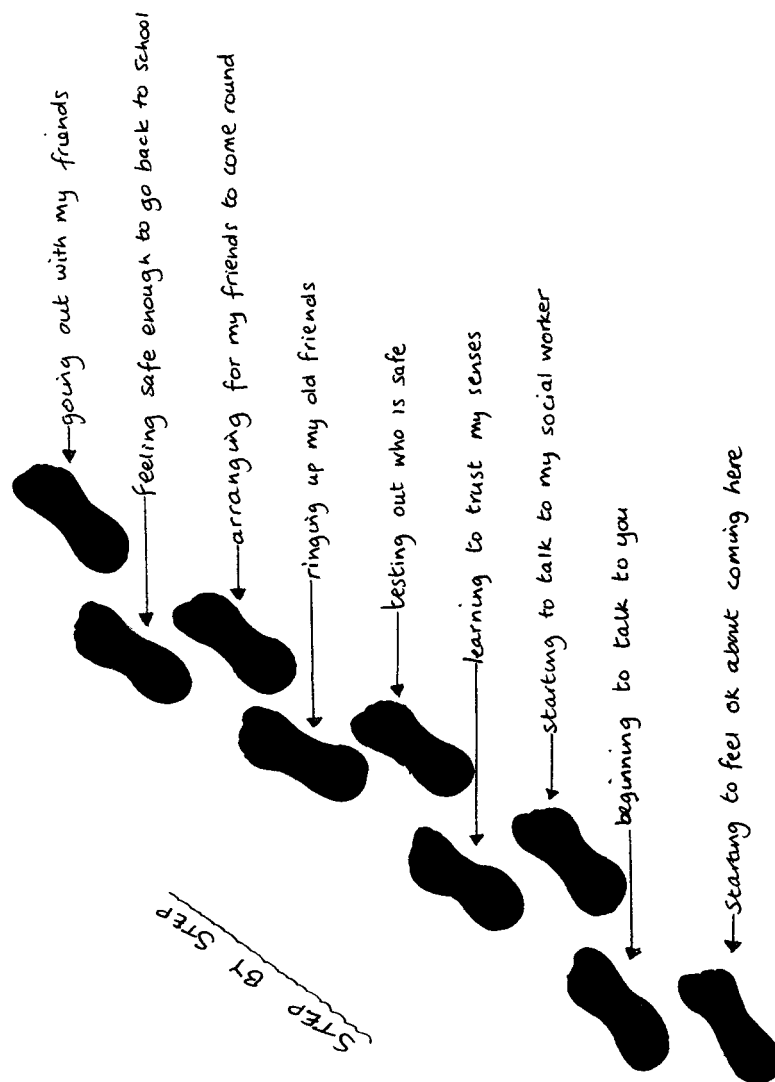 STEP BY STEP
going out with my friends
feeling safe enough to go back to school
arranging for my friends to come round
ringing up my old friends
testing out who is safe
learning to trust my senses
starting to talk to my social worker
beginning to talk to you
starting to feel ok about coming here